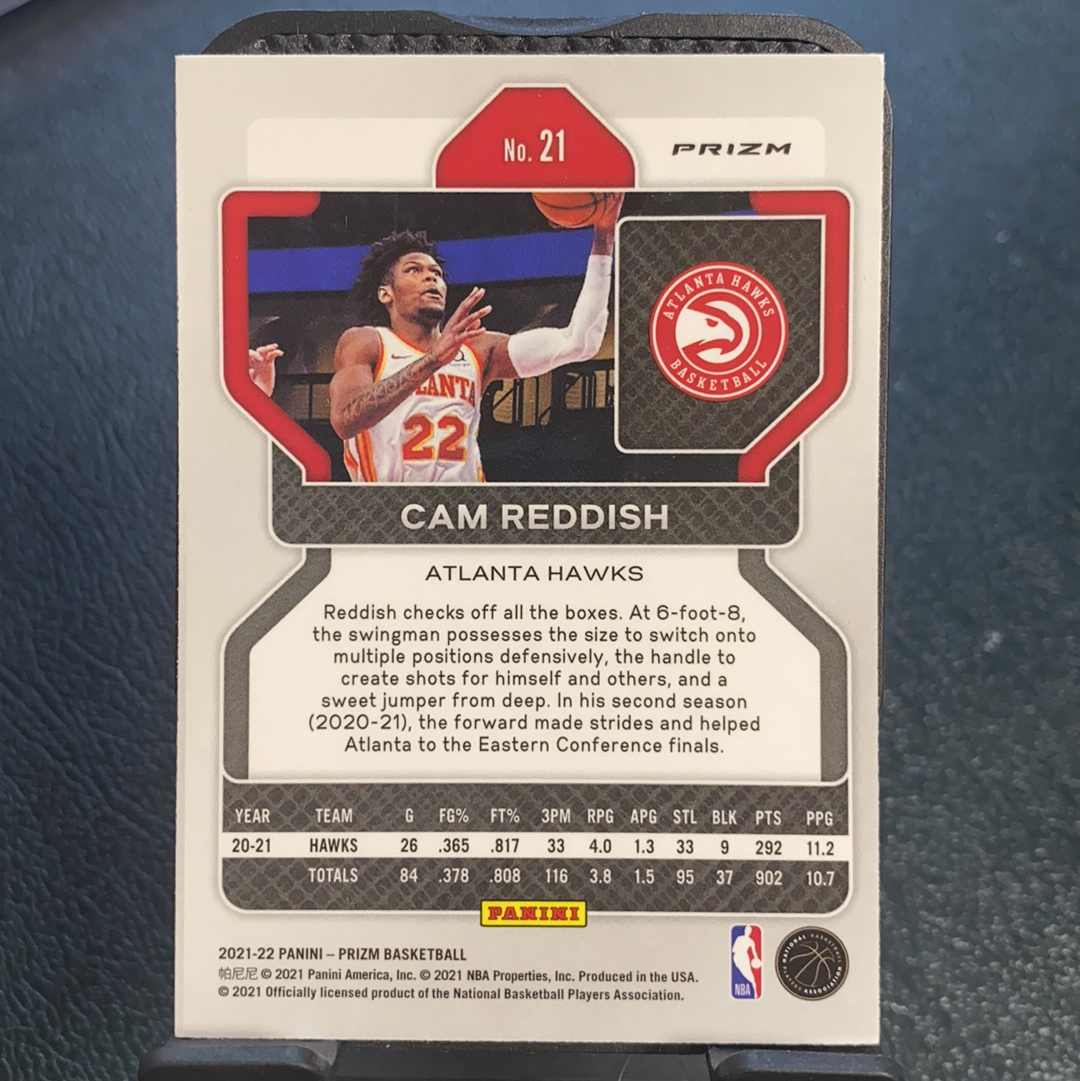 No. 21
PRIZM
ATLANTA HAWKS
BASKETBALL
LANTA
22
CAM REDDISH
ATLANTA HAWKS
Reddish checks off all the boxes. At 6-foot-8,
the swingman possesses the size to switch onto
multiple positions defensively, the handle to
create shots for himself and others, and a
sweet jumper from deep. In his second season
(2020-21), the forward made strides and helped
Atlanta to the Eastern Conference finals.
YEAR TEAM G FG% FT% 3PM RPG APG STL BLK PTS PPG
20-21 HAWKS 26 .365 .817 33 4.0 1.3 33 9 292 11.2
TOTALS 84 .378 .808 116 3.8 1.5 95 37 902 10.7
PANINI
2021-22 PANINI – PRIZM BASKETBALL
帕尼尼 © 2021 Panini America, Inc. © 2021 NBA Properties, Inc. Produced in the USA.
© 2021 Officially licensed product of the National Basketball Players Association.
NBA
NATIONAL BASKETBALL
PLAYERS ASSOCIATION